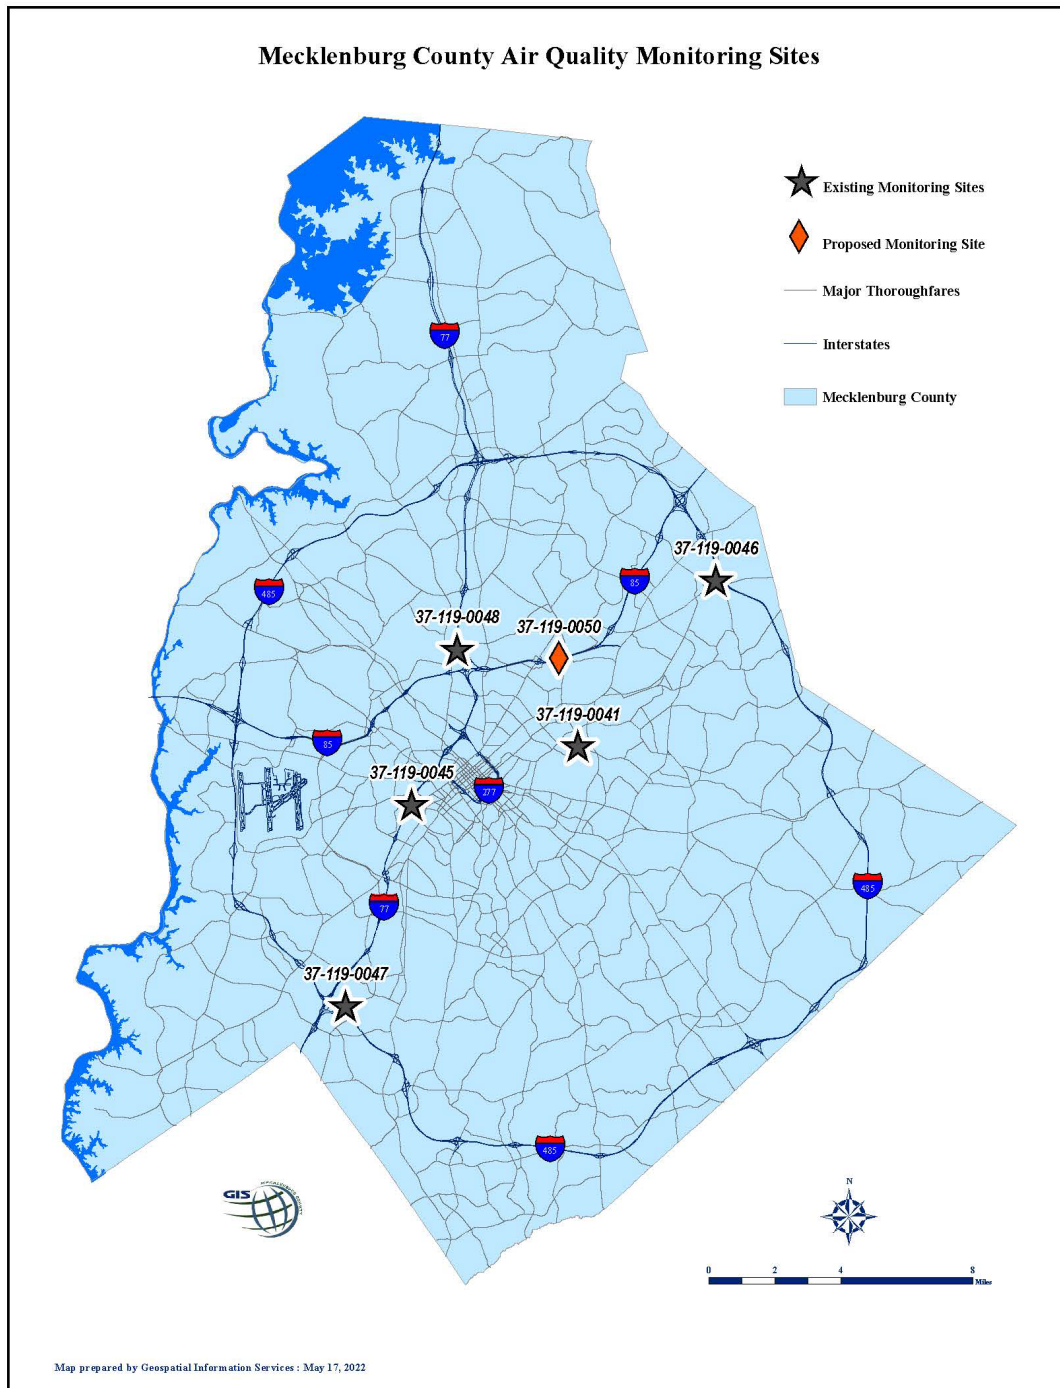 Mecklenburg County Air Quality Monitoring Sites
Existing Monitoring Sites
Proposed Monitoring Site
Major Thoroughfares
Interstates
Mecklenburg County
77
37-119-0046
85
485
37-119-0048
37-119-0050
37-119-0041
85
37-119-0045
277
485
77
37-119-0047
485
GIS
MECKLENBURG COUNTY
N
0 2 4 8
Miles
Map prepared by Geospatial Information Services : May 17, 2022